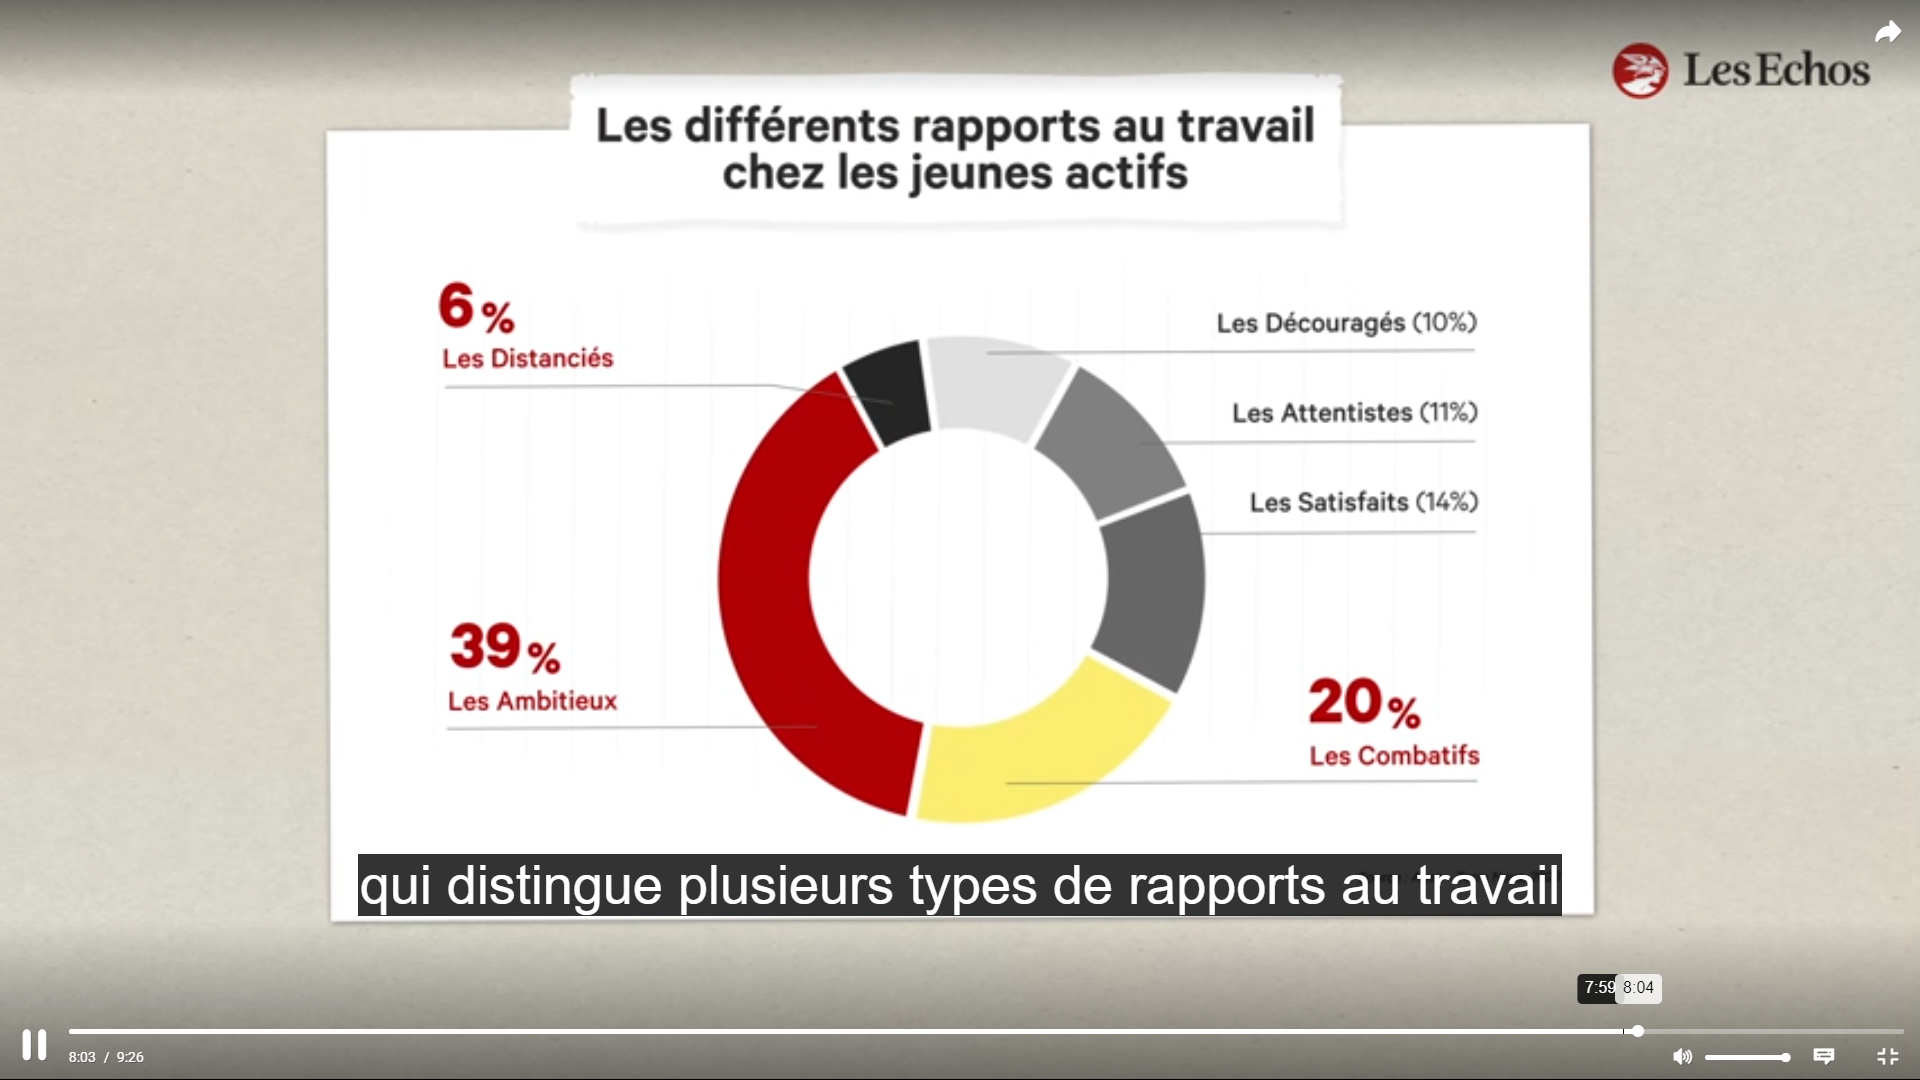 Les Echos
Les différents rapports au travail
chez les jeunes actifs
6 %
Les Distanciés
Les Découragés (10%)
Les Attentistes (11%)
Les Satisfaits (14%)
39 %
Les Ambitieux
20 %
Les Combatifs
qui distingue plusieurs types de rapports au travail
7:59 8:04
8:03 / 9:26